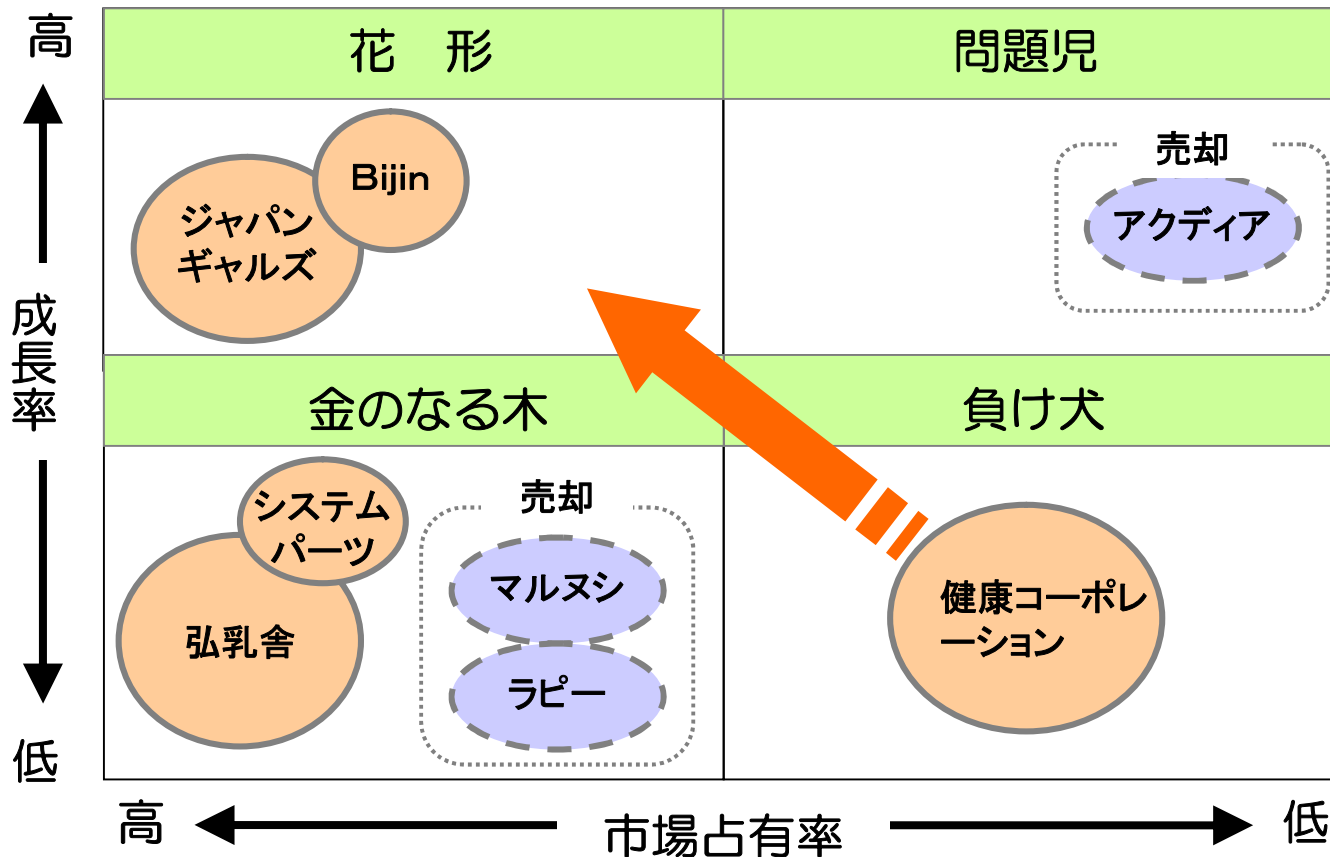 高
花 形
問題児
売却
Bijin
ジャパン
ギャルズ
アクディア
成長率
金のなる木
負け犬
システム
パーツ
売却
マルヌシ
弘乳舎
ラピー
健康コーポレ
ーション
低
高
市場占有率
低